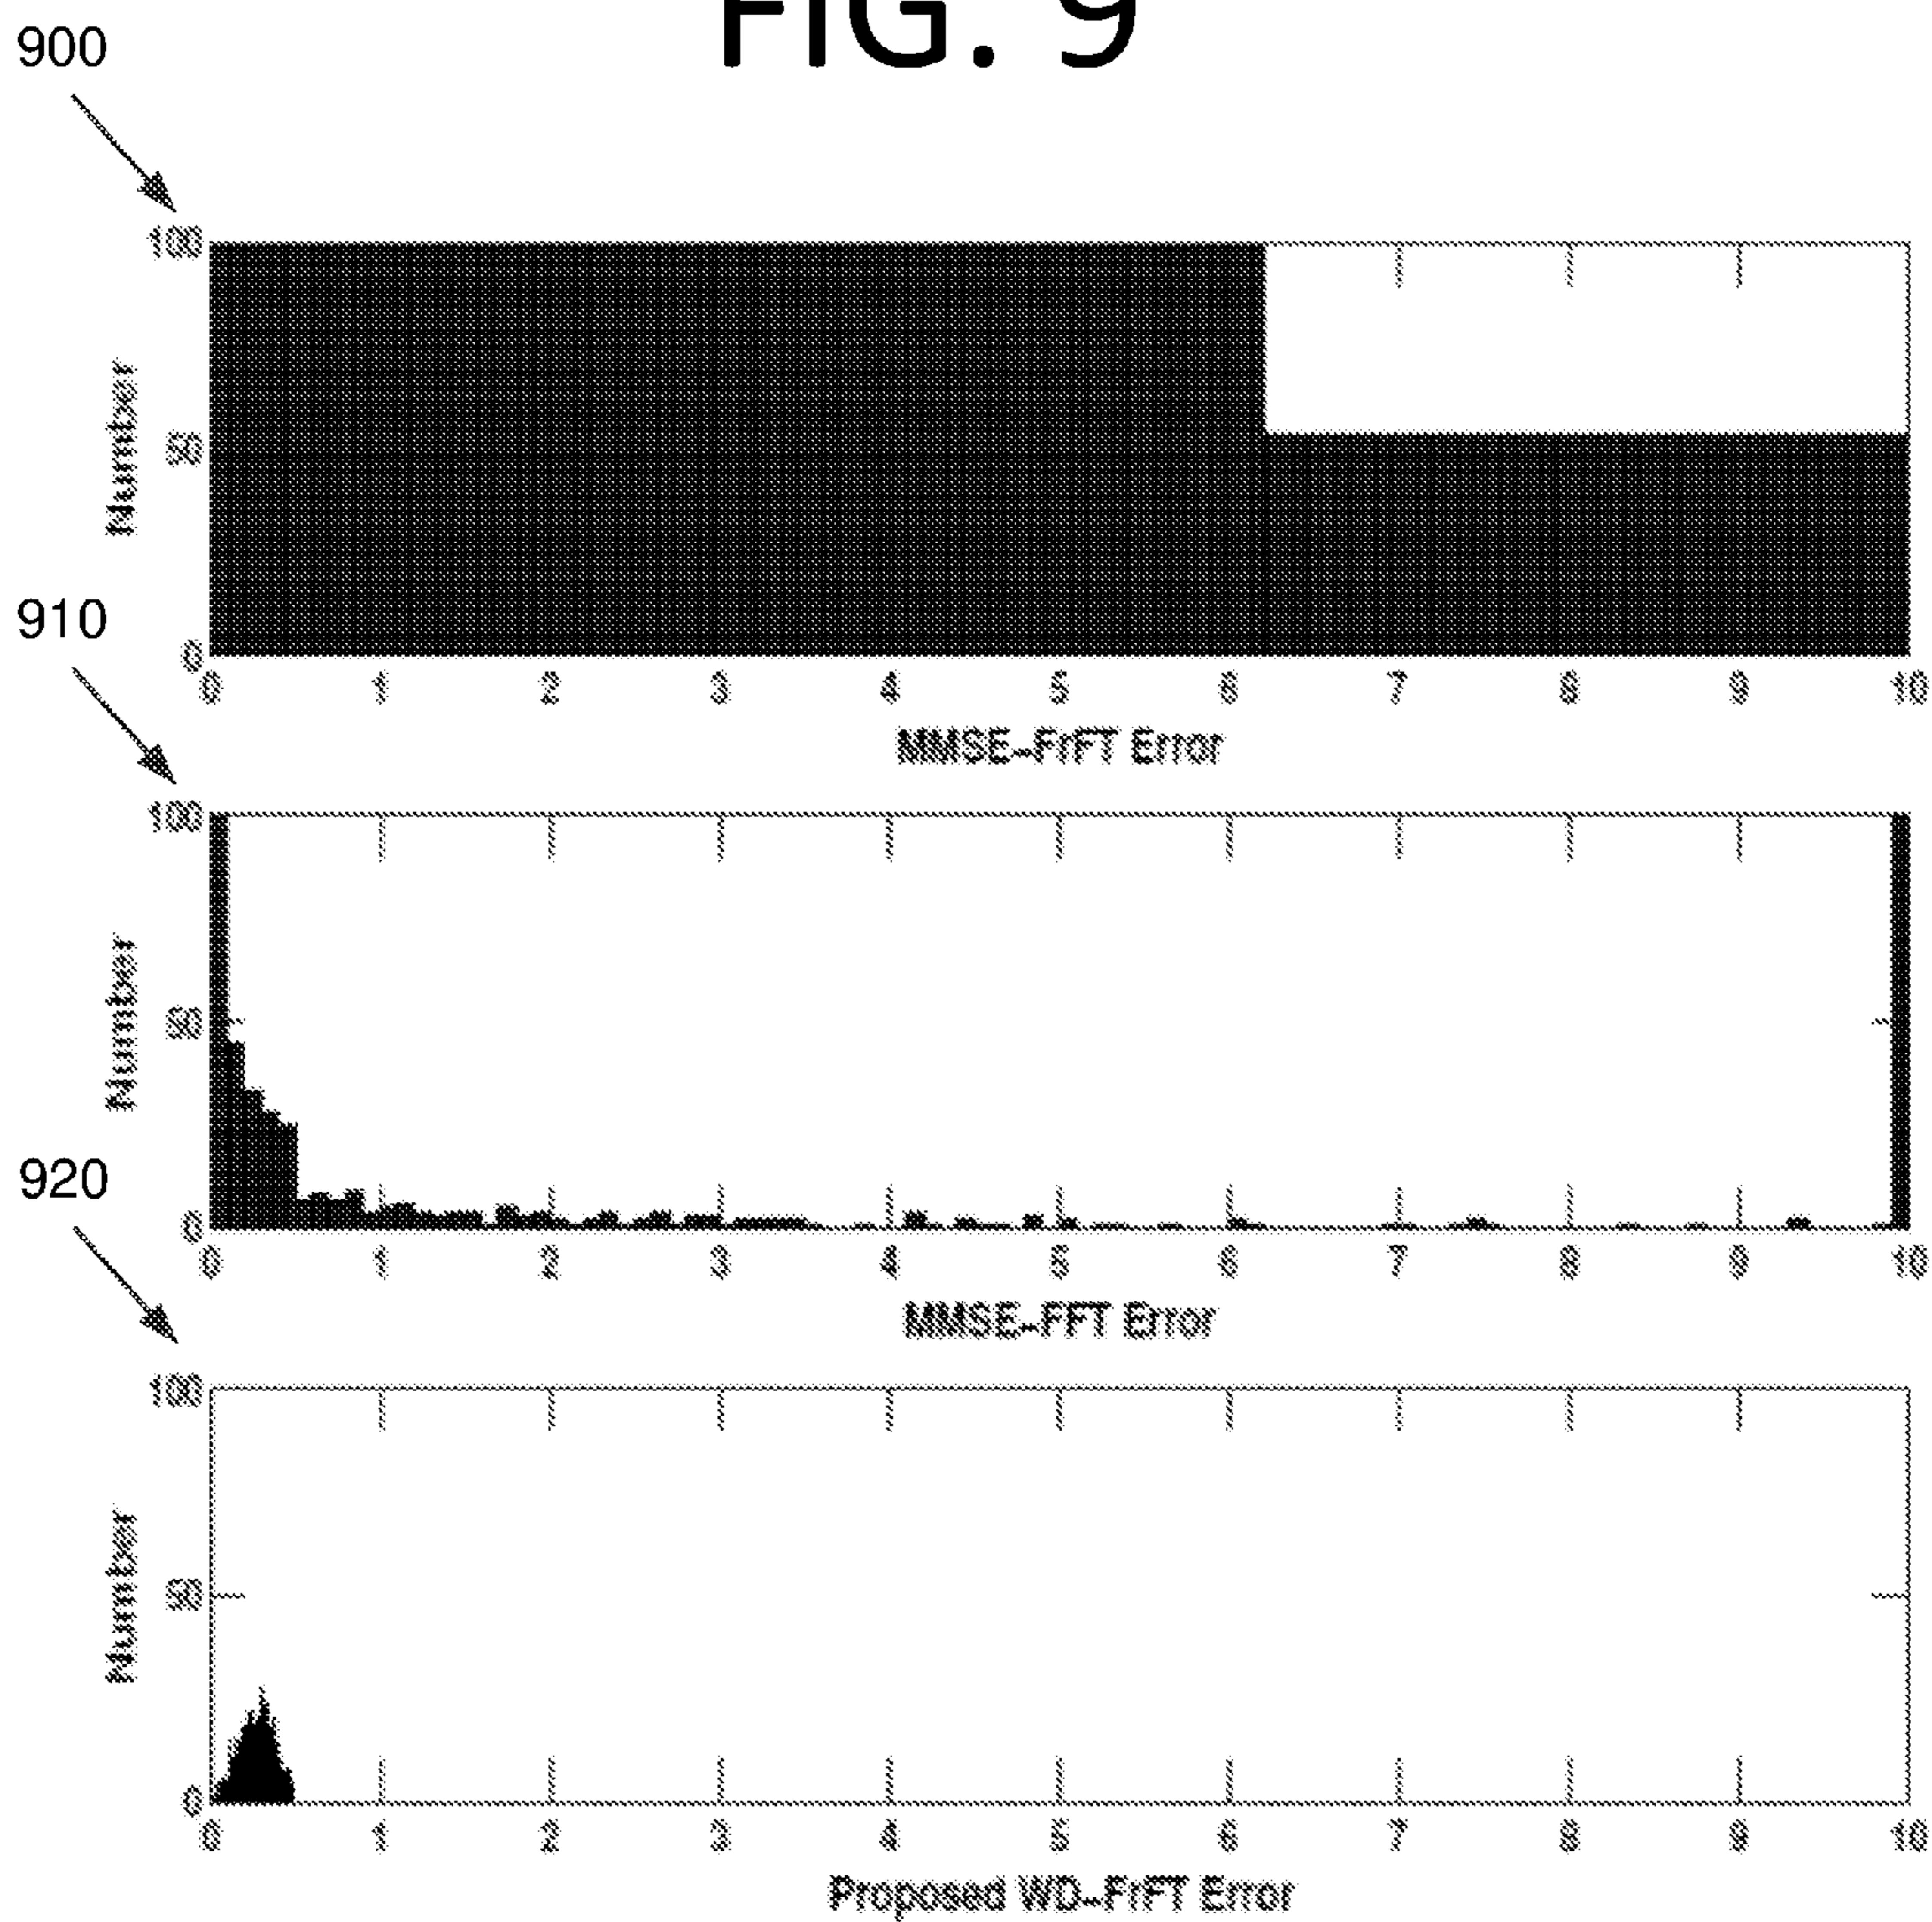 FIG. 9
900
100
50
0
Number
0 1 2 3 4 5 6 7 8 9 10
MMSE-FrFT Error
910
100
50
0
Number
0 1 2 3 4 5 6 7 8 9 10
MMSE-FFT Error
920
100
50
0
Number
0 1 2 3 4 5 6 7 8 9 10
Proposed WD-FrFT Error